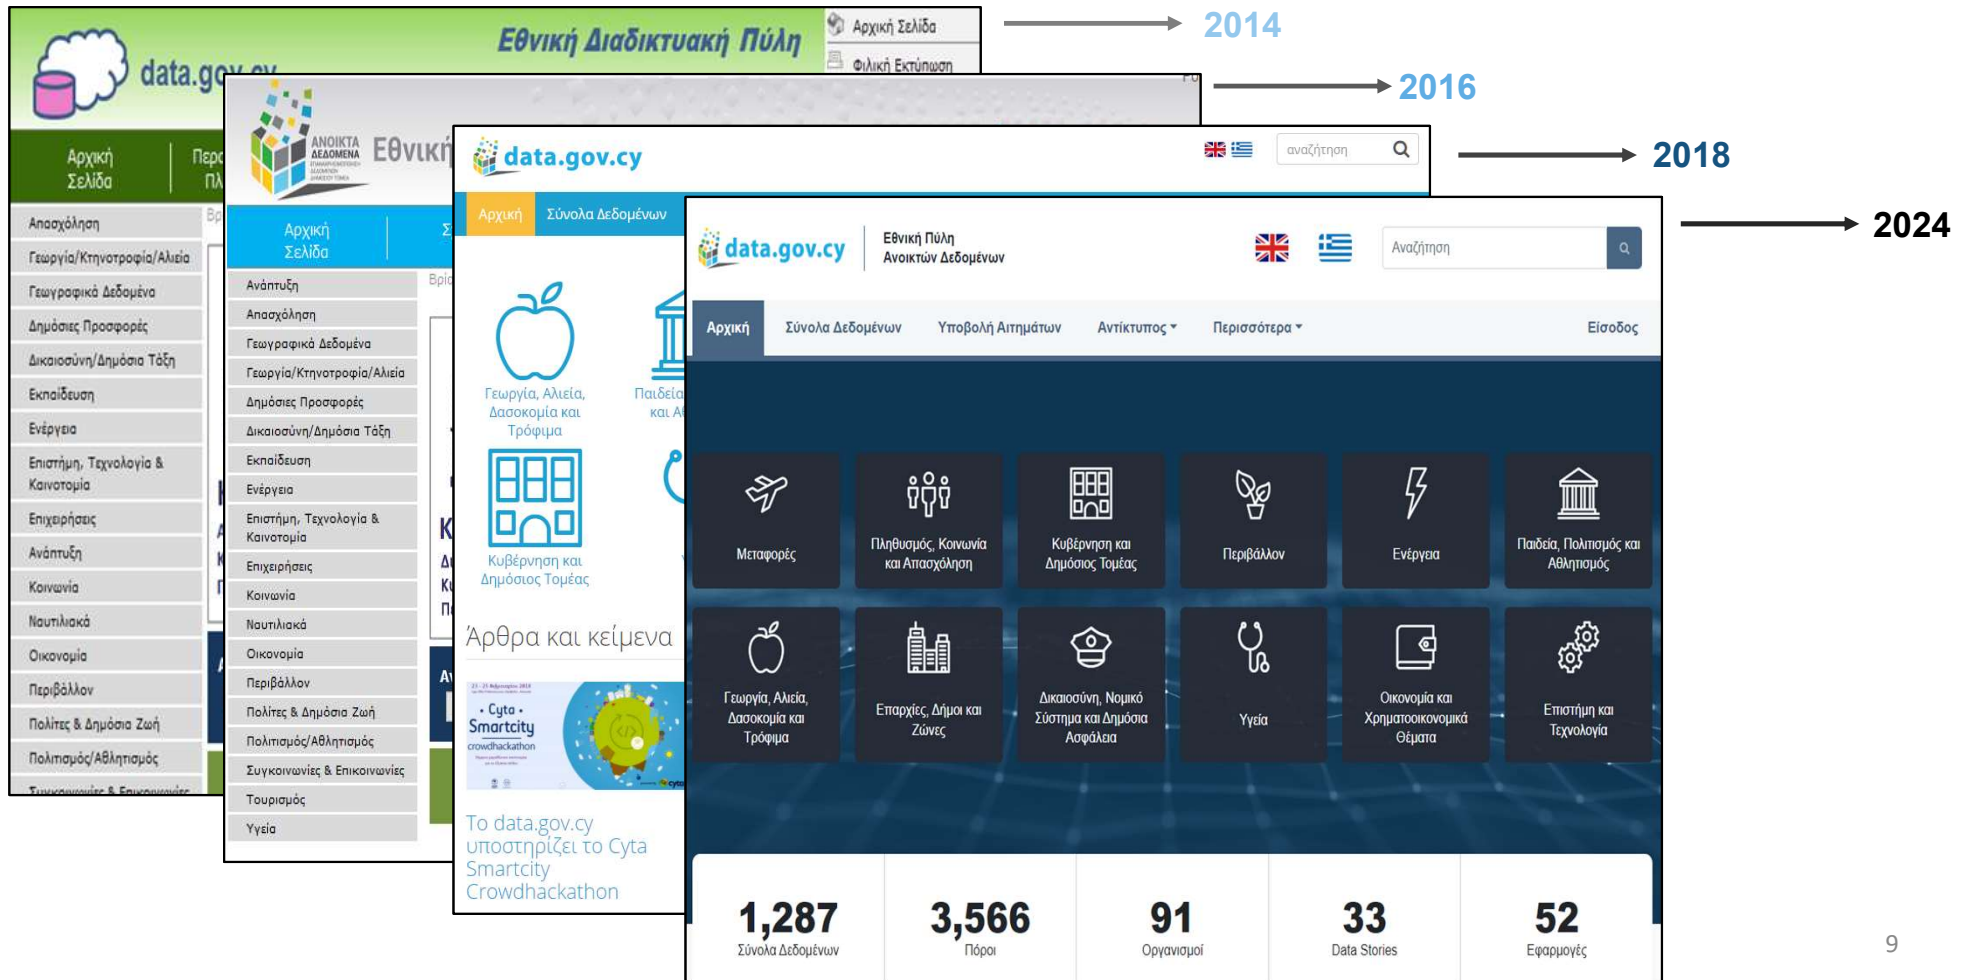 data.gov.cy
Εθνική Διαδικτυακή Πύλη
Αρχική Σελίδα
Φιλική Εκτύπωση
2014
Αρχική
Σελίδα
Απασχόληση
Γεωργία/Κτηνοτροφία/Αλιεία
Γεωγραφικά Δεδομένα
Δημόσιες Προσφορές
Δικαιοσύνη/Δημόσια Τάξη
Εκπαίδευση
Ενέργεια
Επιστήμη, Τεχνολογία &
Καινοτομία
Επιχειρήσεις
Ανάπτυξη
Κοινωνία
Ναυτιλιακά
Οικονομία
Περιβάλλον
Πολίτες & Δημόσια Ζωή
Πολιτισμός/Αθλητισμός
Συγκοινωνίες & Επικοινωνίες
2016
ΑΝΟΙΚΤΑ
ΔΕΔΟΜΕΝΑ
Εθνική
Αρχική
Σελίδα
Ανάπτυξη
Απασχόληση
Γεωγραφικά Δεδομένα
Γεωργία/Κτηνοτροφία/Αλιεία
Δημόσιες Προσφορές
Δικαιοσύνη/Δημόσια Τάξη
Εκπαίδευση
Ενέργεια
Επιστήμη, Τεχνολογία &
Καινοτομία
Επιχειρήσεις
Κοινωνία
Ναυτιλιακά
Οικονομία
Περιβάλλον
Πολίτες & Δημόσια Ζωή
Πολιτισμός/Αθλητισμός
Συγκοινωνίες & Επικοινωνίες
Τουρισμός
Υγεία
2018
data.gov.cy
αναζήτηση
Αρχική Σύνολα Δεδομένων
Γεωργία, Αλιεία,
Δασοκομία και
Τρόφιμα
Παιδεία
και
Κυβέρνηση και
Δημόσιος Τομέας
Άρθρα και κείμενα
• Cyta •
Smartcity
crowdhackathon
Το data.gov.cy
υποστηρίζει το Cyta
Smartcity
Crowdhackathon
2024
data.gov.cy
Εθνική Πύλη
Ανοικτών Δεδομένων
Αναζήτηση
Αρχική Σύνολα Δεδομένων Υποβολή Αιτημάτων Αντίκτυπος Περισσότερα Είσοδος
Μεταφορές
Πληθυσμός, Κοινωνία
και Απασχόληση
Κυβέρνηση και
Δημόσιος Τομέας
Περιβάλλον
Ενέργεια
Παιδεία, Πολιτισμός και
Αθλητισμός
Γεωργία, Αλιεία,
Δασοκομία και
Τρόφιμα
Επαρχίες, Δήμοι και
Ζώνες
Δικαιοσύνη, Νομικό
Σύστημα και Δημόσια
Ασφάλεια
Υγεία
Οικονομία και
Χρηματοοικονομικά
Θέματα
Επιστήμη και
Τεχνολογία
1,287
Σύνολα Δεδομένων
3,566
Πόροι
91
Οργανισμοί
33
Data Stories
52
Εφαρμογές
9